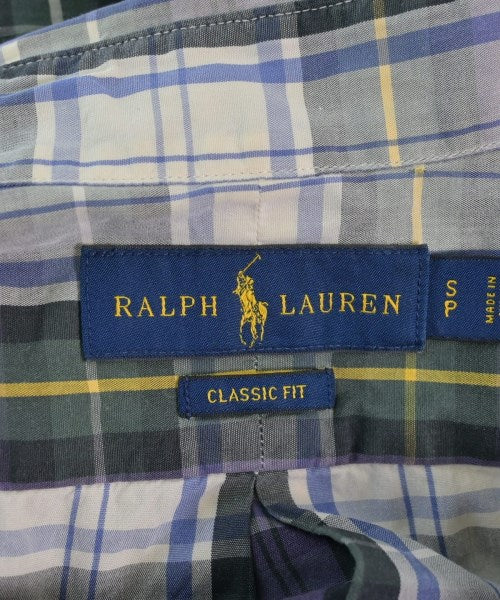 RALPH LAUREN
CLASSIC FIT
S
P
MADE IN